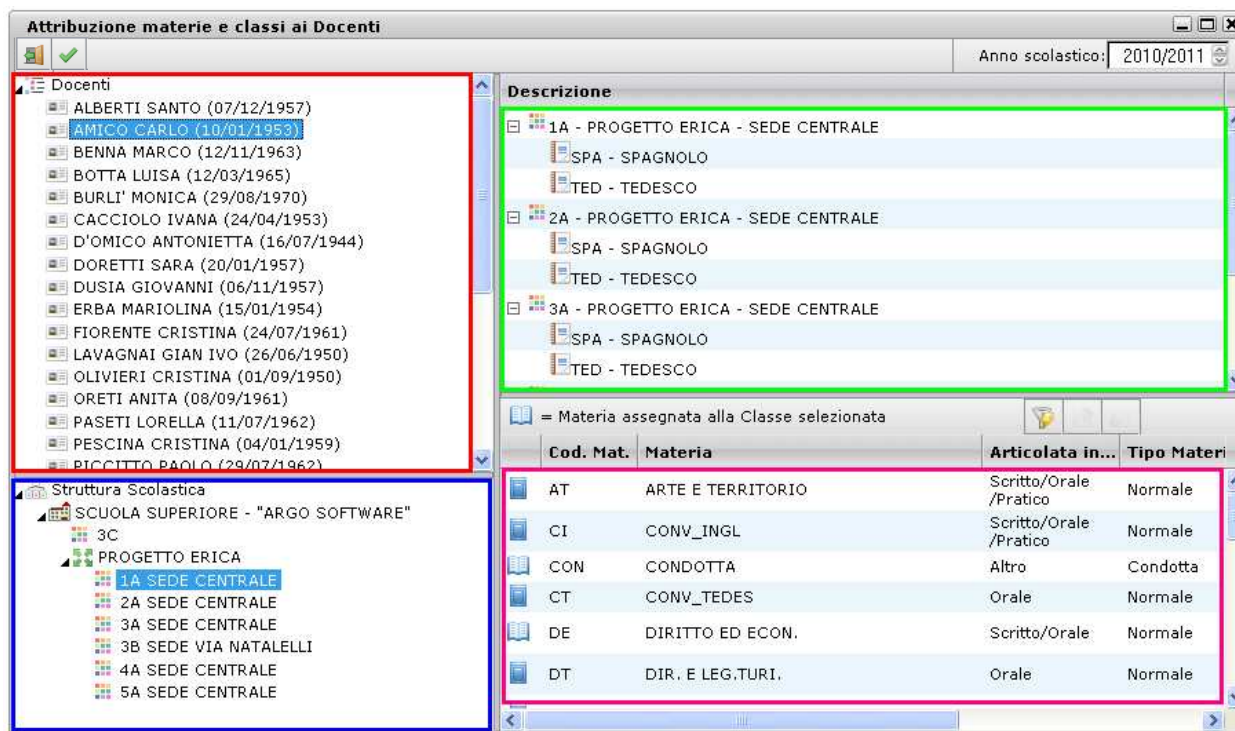 Attribuzione materie e classi ai Docenti
Anno scolastico: 2010/2011
Docenti
ALBERTI SANTO (07/12/1957)
AMICO CARLO (10/01/1953)
BENNA MARCO (12/11/1963)
BOTTA LUISA (12/03/1965)
BURLI' MONICA (29/08/1970)
CACCIOLO IVANA (24/04/1953)
D'OMICO ANTONIETTA (16/07/1944)
DORETTI SARA (20/01/1957)
DUSIA GIOVANNI (06/11/1957)
ERBA MARIOLINA (15/01/1954)
FIORENTE CRISTINA (24/07/1961)
LAVAGNAI GIAN IVO (26/06/1950)
OLIVIERI CRISTINA (01/09/1950)
ORETI ANITA (08/09/1961)
PASETI LORELLA (11/07/1962)
PESCINA CRISTINA (04/01/1959)
PICCITTO PAOLO (29/07/1962)
Struttura Scolastica
SCUOLA SUPERIORE - "ARGO SOFTWARE"
3C
PROGETTO ERICA
1A SEDE CENTRALE
2A SEDE CENTRALE
3A SEDE CENTRALE
3B SEDE VIA NATALELLI
4A SEDE CENTRALE
5A SEDE CENTRALE
Descrizione
1A - PROGETTO ERICA - SEDE CENTRALE
SPA - SPAGNOLO
TED - TEDESCO
2A - PROGETTO ERICA - SEDE CENTRALE
SPA - SPAGNOLO
TED - TEDESCO
3A - PROGETTO ERICA - SEDE CENTRALE
SPA - SPAGNOLO
TED - TEDESCO
= Materia assegnata alla Classe selezionata
Cod. Mat. Materia Articolata in... Tipo Materi
AT ARTE E TERRITORIO Scritto/Orale /Pratico Normale
CI CONV_INGL Scritto/Orale /Pratico Normale
CON CONDOTTA Altro Condotta
CT CONV_TEDES Orale Normale
DE DIRITTO ED ECON. Scritto/Orale Normale
DT DIR. E LEG.TURI. Orale Normale